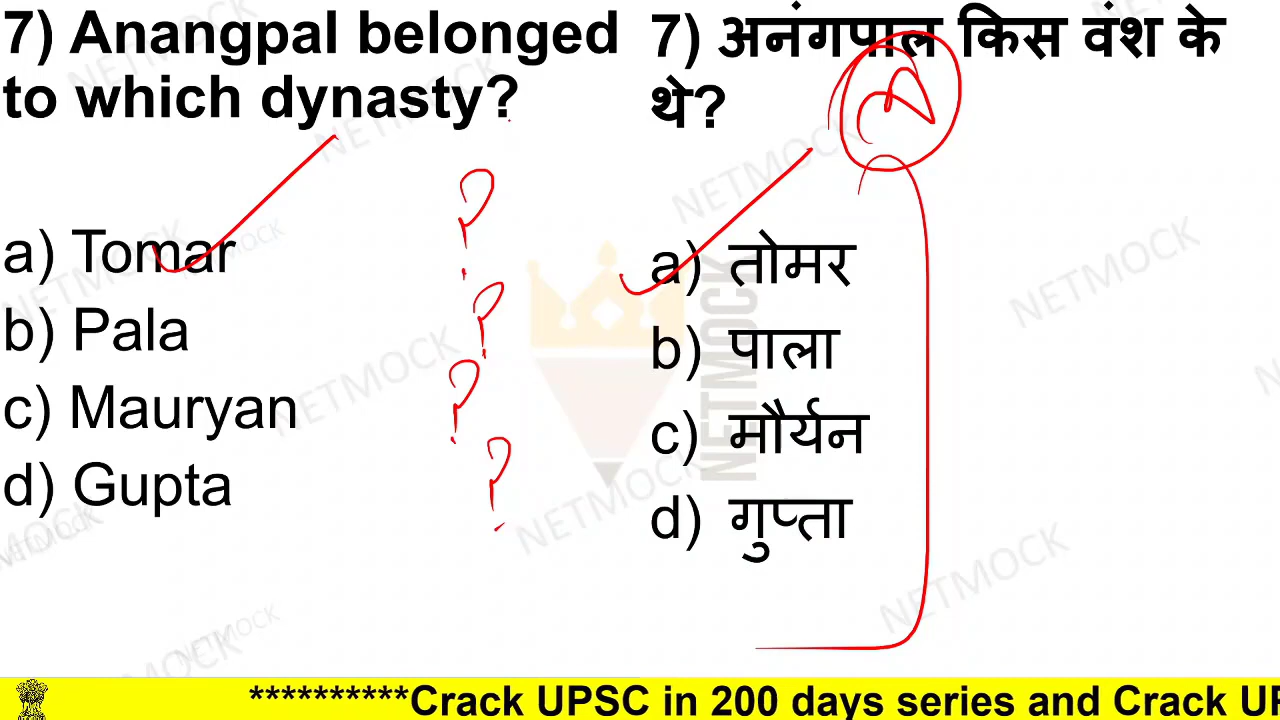 7) Anangpal belonged
to which dynasty?
a) Tomar
b) Pala
c) Mauryan
d) Gupta
?
?
?
?
7) अनंगपाल किस वंश के
थे?
a) तोमर
b) पाला
c) मौर्यन
d) गुप्ता
NETMOCK
**********Crack UPSC in 200 days series and Crack